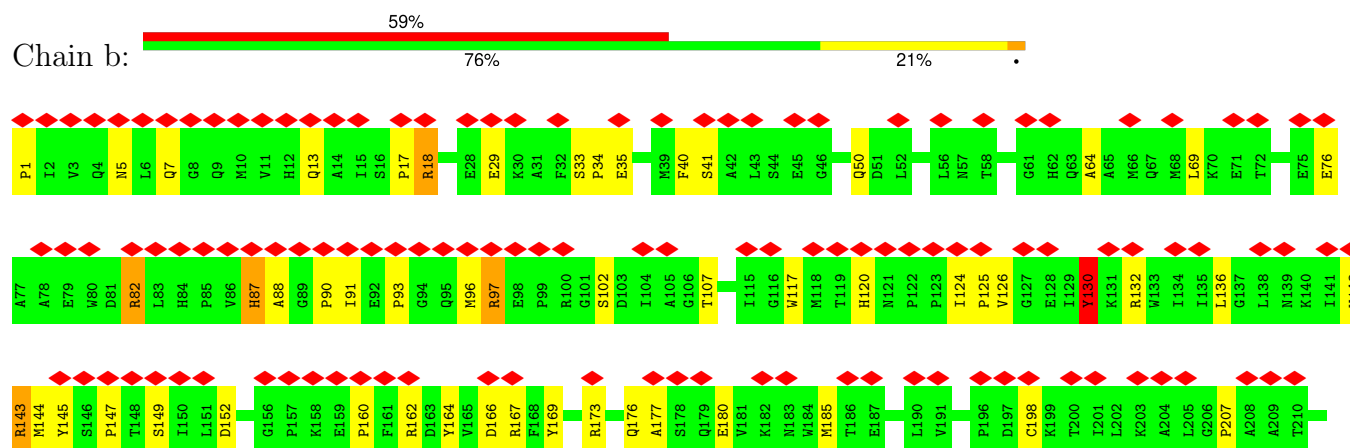 59%
Chain b:
76% 21% •
P1 I2 V3 Q4 N5 L6 Q7 G8 Q9 M10 V11 H12 Q13 A14 I15 S16 P17 R18 E28 E29 K30 A31 F32 S33 P34 E35 M39 F40 S41 A42 L43 S44 E45 G46 Q50 D51 L52 L56 N57 T58 G61 H62 Q63 A64 A65 M66 Q67 M68 L69 K70 E71 T72 E75 E76
A77 A78 E79 W80 D81 R82 L83 H84 P85 V86 H87 A88 G89 P90 I91 E92 P93 G94 Q95 M96 R97 E98 P99 R100 G101 S102 D103 I104 A105 G106 T107 I115 G116 W117 M118 T119 H120 N121 P122 P123 I124 P125 V126 G127 E128 I129 Y130 K131 R132 W133 I134 I135 L136 G137 L138 N139 K140 I141
R143 M144 Y145 S146 P147 T148 S149 I150 L151 D152 G156 P157 K158 E159 P160 F161 R162 D163 Y164 V165 D166 R167 F168 Y169 R173 Q176 A177 S178 Q179 E180 V181 K182 N183 W184 M185 T186 E187 L190 V191 P196 D197 C198 K199 T200 I201 L202 K203 A204 L205 G206 P207 A208 A209 T210